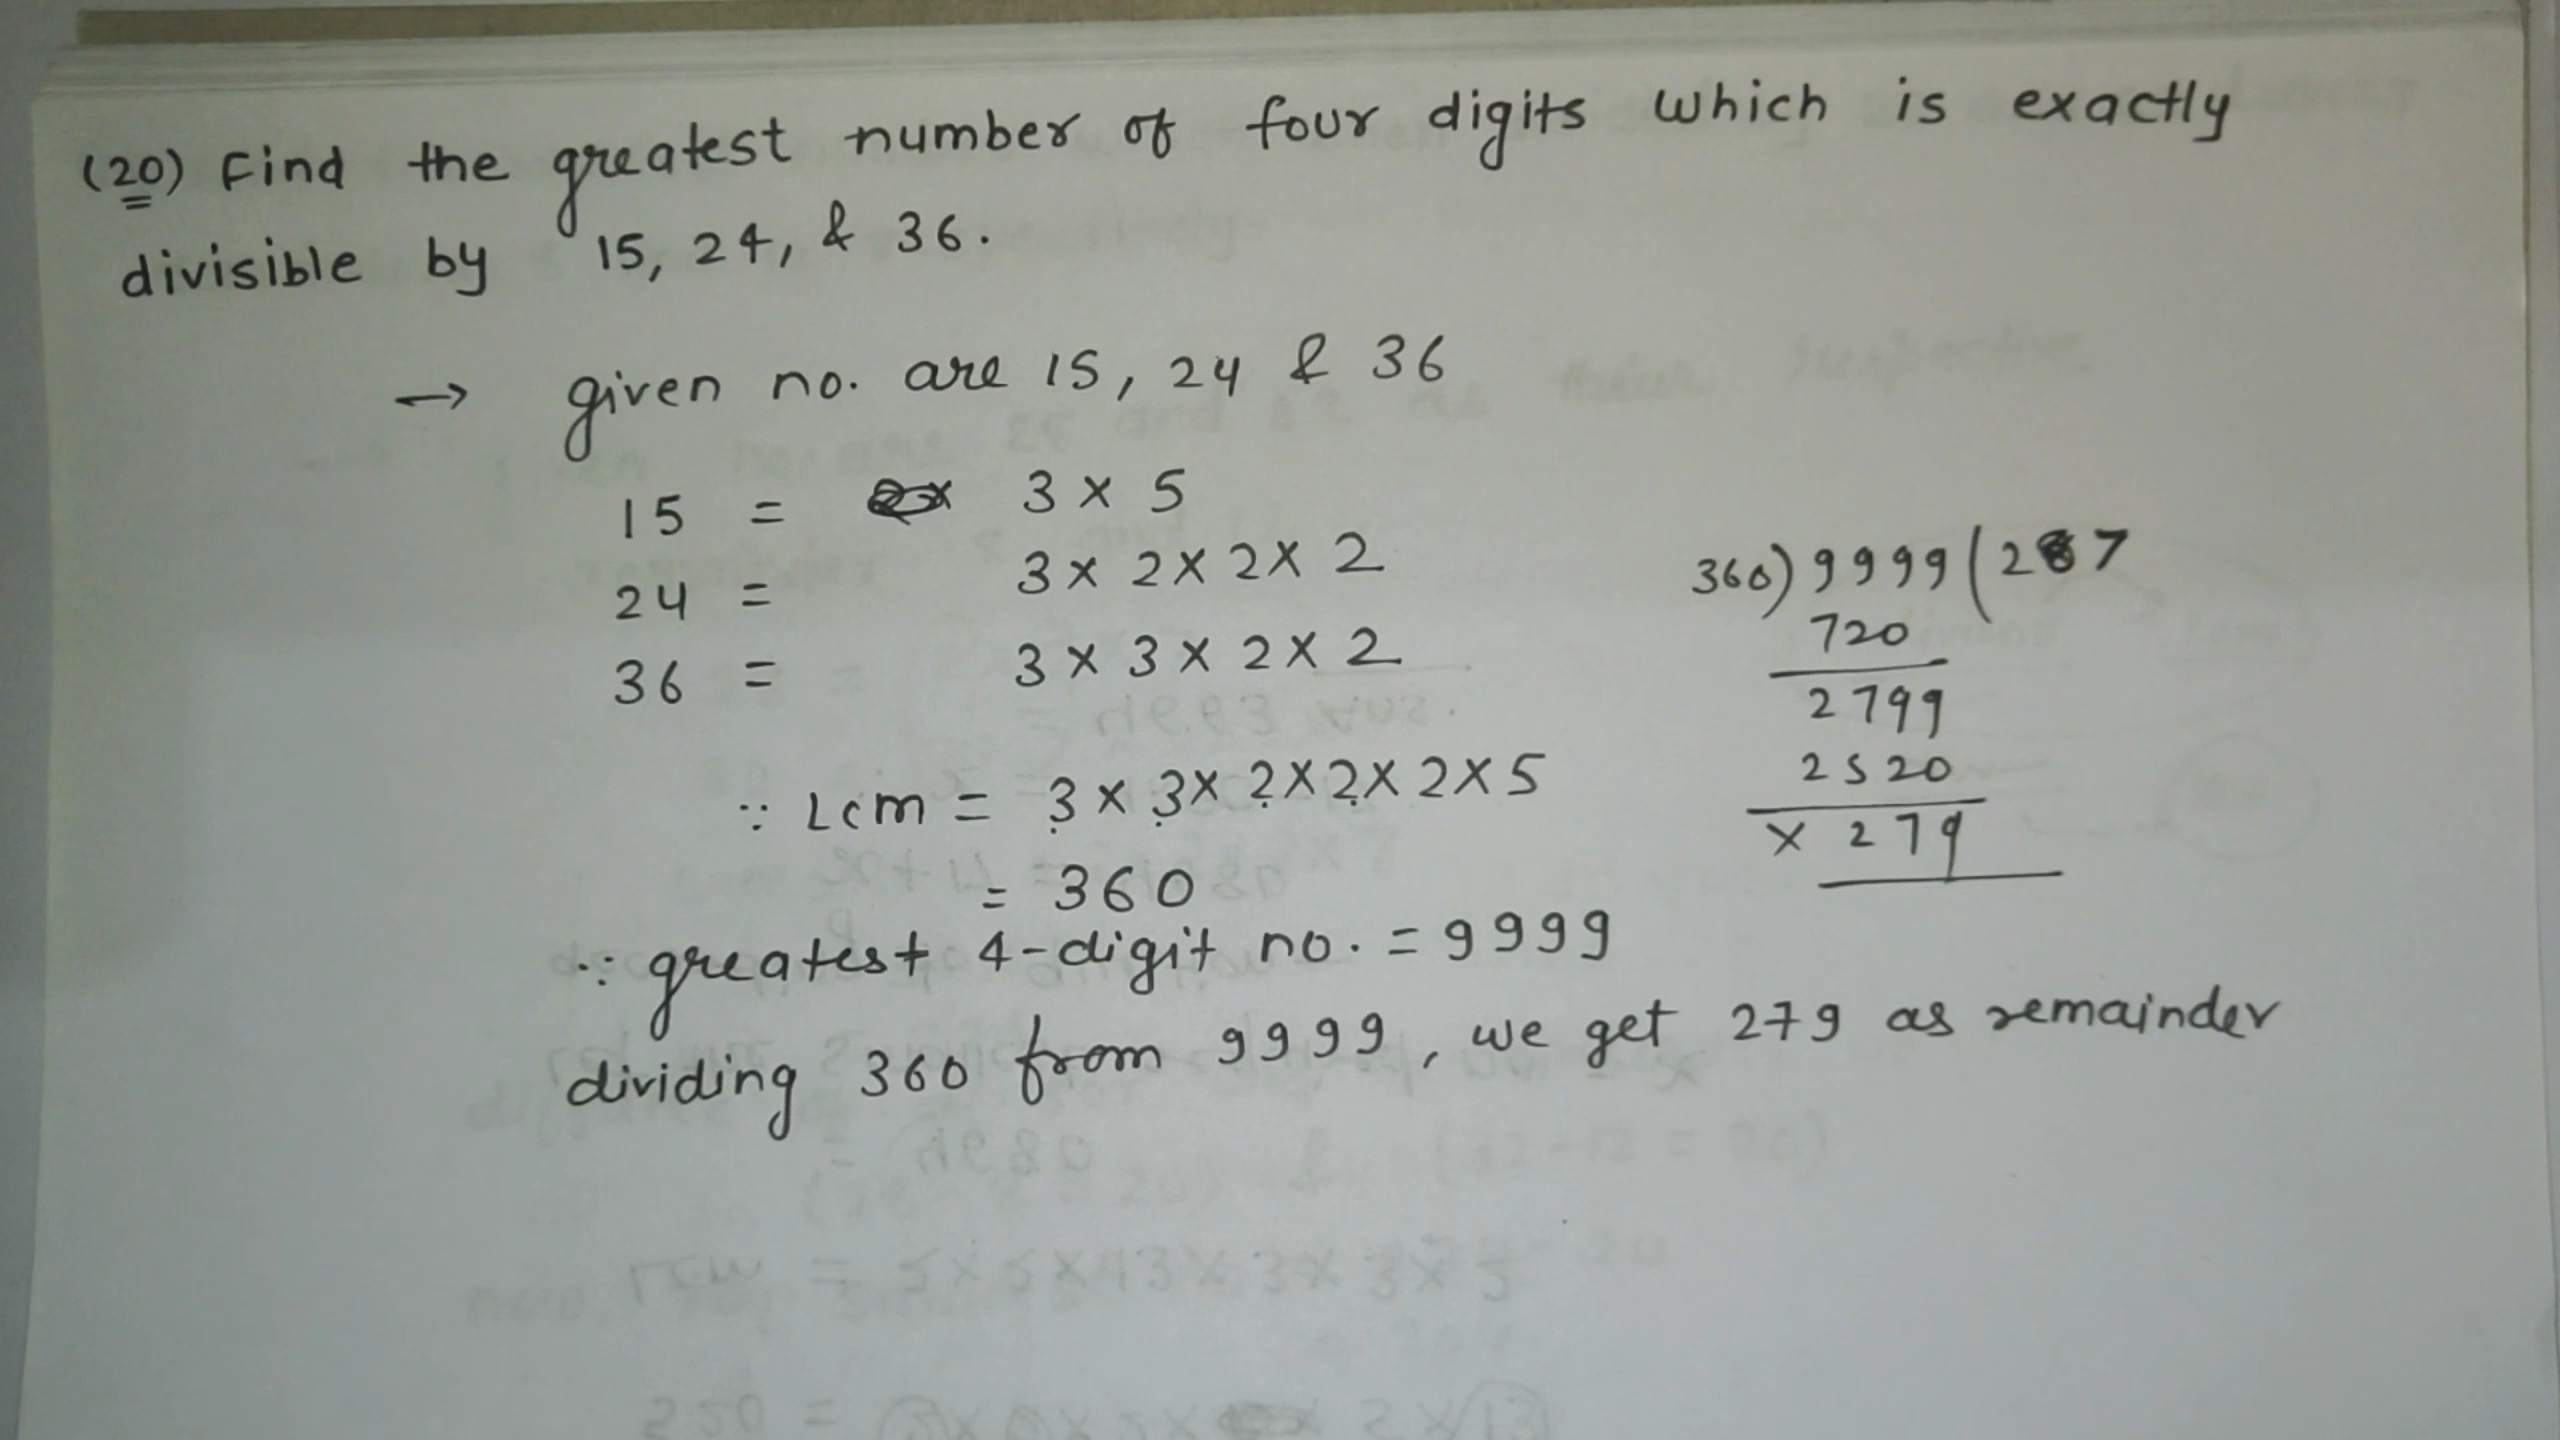 (20) Find the greatest number of four digits which is exactly
divisible by 15, 24, & 36.
→ given no. are 15, 24 & 36
15 = 3 × 5
24 = 3 × 2 × 2 × 2
36 = 3 × 3 × 2 × 2
∵ Lcm = 3 × 3 × 2 × 2 × 2 × 5
= 360
∵ greatest 4-digit no. = 9999
dividing 360 from 9999, we get 279 as remainder
360) 9999 (2 7
720
2799
2520
× 279